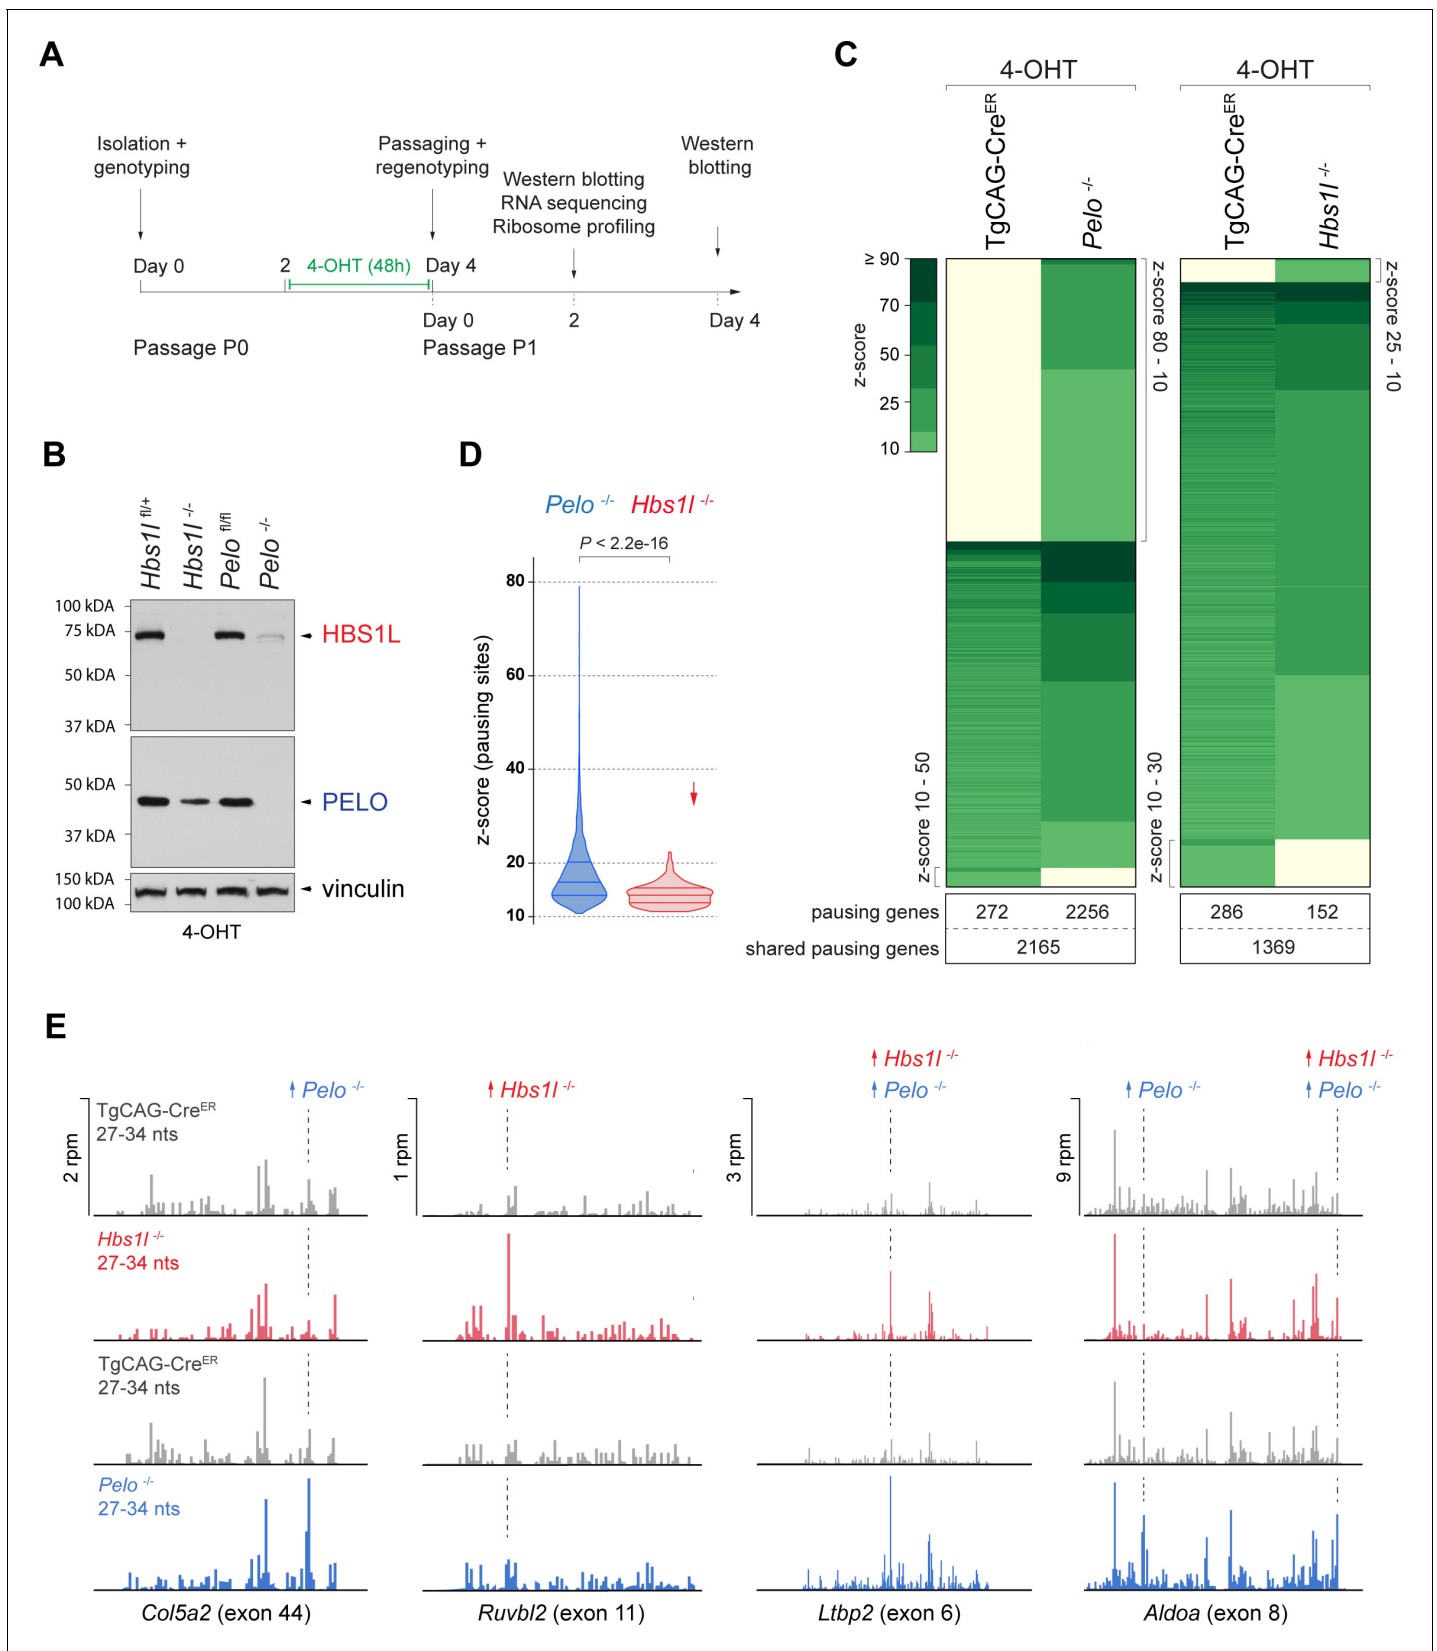 A
Isolation +
genotyping
Passaging +
regenotyping
Western blotting
RNA sequencing
Ribosome profiling
Western
blotting
Day 0
2
4-OHT (48h)
Day 4
Day 0
2
Day 4
Passage P0
Passage P1
B
Hbs1l fl/+
Hbs1l -/-
Pelo fl/fl
Pelo -/-
100 kDA
75 kDA
50 kDA
37 kDA
HBS1L
50 kDA
37 kDA
PELO
150 kDA
100 kDA
vinculin
4-OHT
C
4-OHT
4-OHT
TgCAG-CreER
Pelo -/-
TgCAG-CreER
Hbs1l -/-
≥ 90
70
50
25
10
z-score
z-score 80 - 10
z-score 25 - 10
z-score 10 - 50
z-score 10 - 30
pausing genes
272
2256
286
152
shared pausing genes
2165
1369
D
Pelo -/-
Hbs1l -/-
P < 2.2e-16
80
60
40
20
10
z-score (pausing sites)
E
Pelo -/-
Hbs1l -/-
Hbs1l -/-
Pelo -/-
Pelo -/-
Hbs1l -/-
Pelo -/-
2 rpm
1 rpm
3 rpm
9 rpm
TgCAG-CreER
27-34 nts
Hbs1l -/-
27-34 nts
TgCAG-CreER
27-34 nts
Pelo -/-
27-34 nts
Col5a2 (exon 44)
Ruvbl2 (exon 11)
Ltbp2 (exon 6)
Aldoa (exon 8)